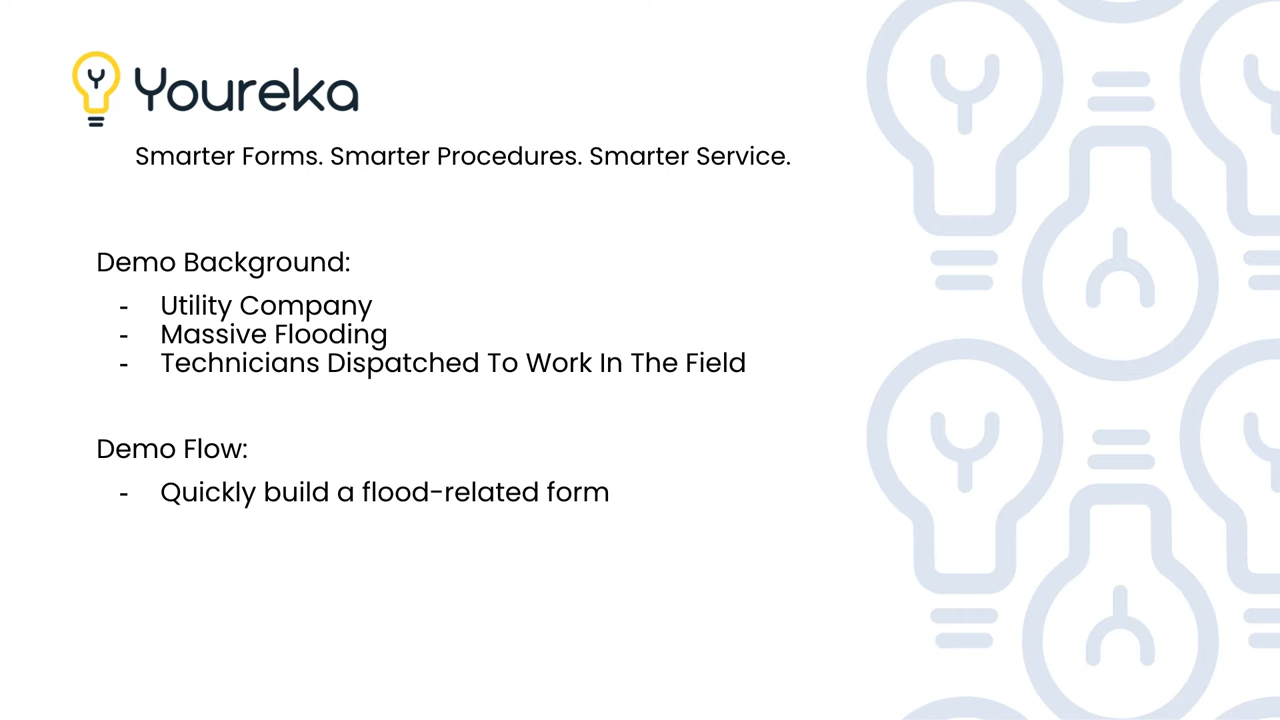 Youreka
Smarter Forms. Smarter Procedures. Smarter Service.
Demo Background:
- Utility Company
- Massive Flooding
- Technicians Dispatched To Work In The Field
Demo Flow:
- Quickly build a flood-related form